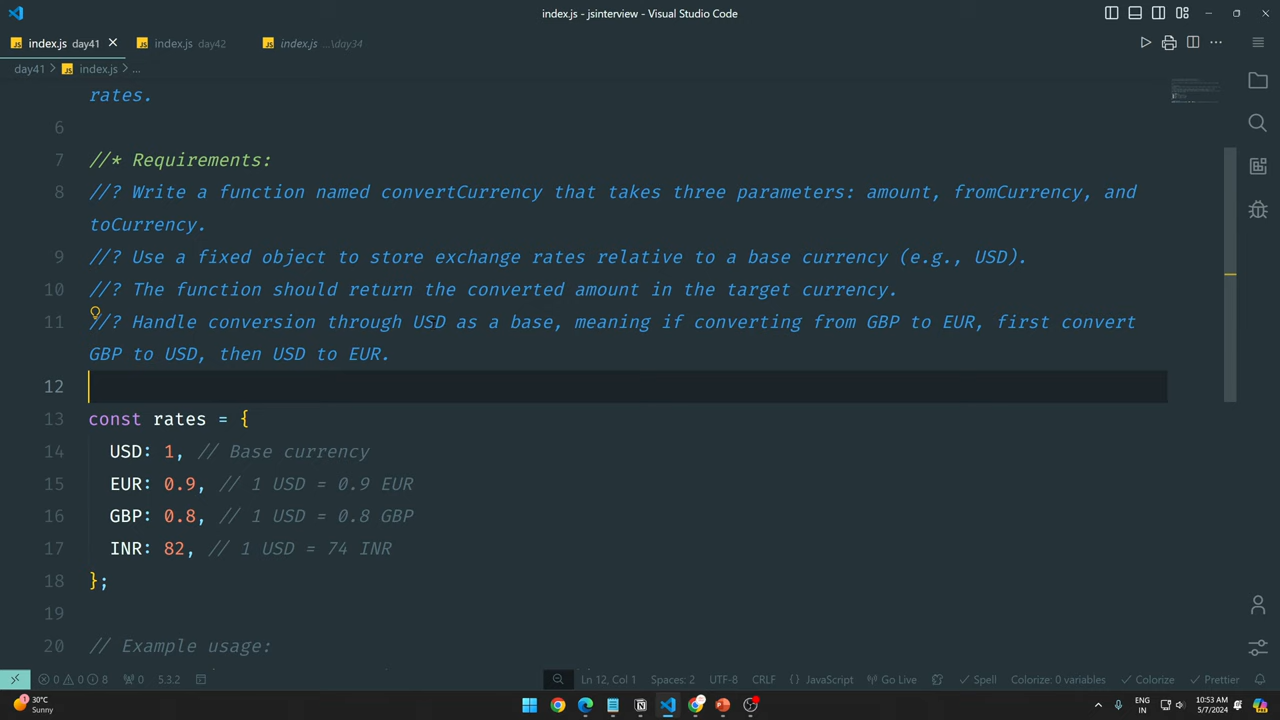 index.js - jsinterview - Visual Studio Code
index.js day41
index.js day42
index.js ...\day34
day41 > index.js > ...
rates.
6
7 //* Requirements:
8 //? Write a function named convertCurrency that takes three parameters: amount, fromCurrency, and
toCurrency.
9 //? Use a fixed object to store exchange rates relative to a base currency (e.g., USD).
10 //? The function should return the converted amount in the target currency.
11 //? Handle conversion through USD as a base, meaning if converting from GBP to EUR, first convert
GBP to USD, then USD to EUR.
12
13 const rates = {
14 USD: 1, // Base currency
15 EUR: 0.9, // 1 USD = 0.9 EUR
16 GBP: 0.8, // 1 USD = 0.8 GBP
17 INR: 82, // 1 USD = 74 INR
18 };
19
20 // Example usage:
0 0 8 0 5.3.2 Ln 12, Col 1 Spaces: 2 UTF-8 CRLF {} JavaScript Go Live Spell Colorize: 0 variables Colorize Prettier
30°C
Sunny
ENG
IN
10:53 AM
5/7/2024